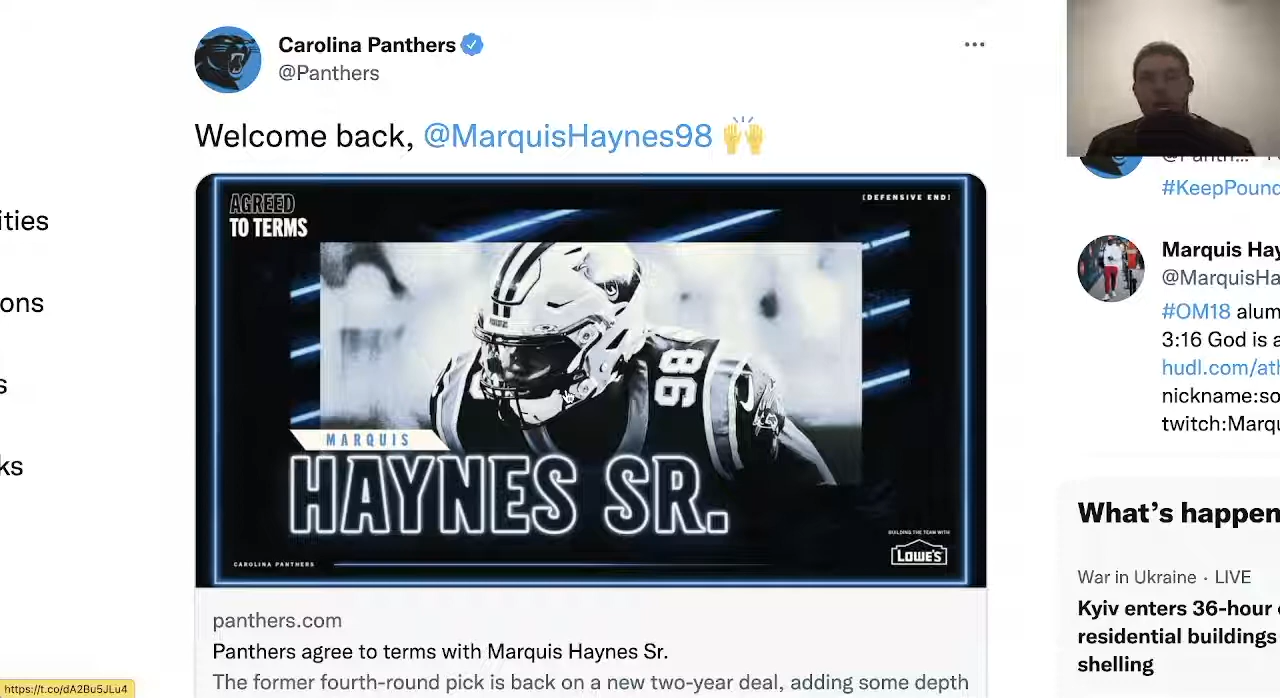 Carolina Panthers
@Panthers
Welcome back, @MarquisHaynes98 🙌
AGREED
TO TERMS
[DEFENSIVE END]
98
MARQUIS
HAYNES SR.
CAROLINA PANTHERS
BUILDING THE TEAM WITH
LOWE'S
panthers.com
Panthers agree to terms with Marquis Haynes Sr.
The former fourth-round pick is back on a new two-year deal, adding some depth
ities
ons
s
ks
https://t.co/dA2Bu5JLu4
#KeepPound
Marquis Hay
@MarquisHa
#OM18 alum
3:16 God is a
hudl.com/ath
nickname:so
twitch:Marqu
What's happen
War in Ukraine · LIVE
Kyiv enters 36-hour
residential buildings
shelling